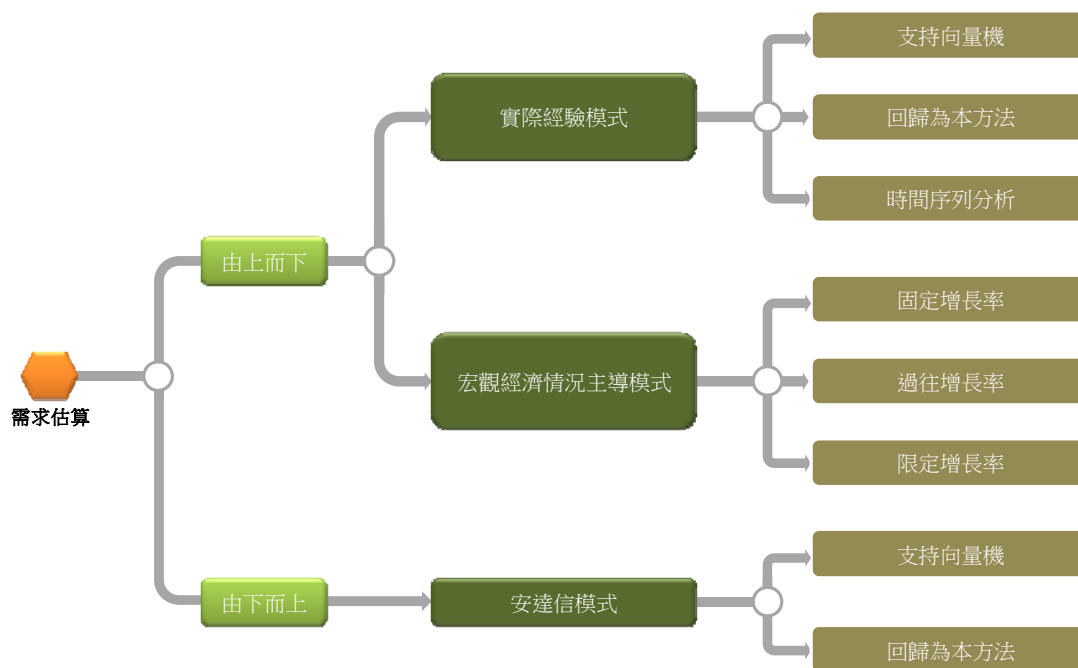 支持向量機
實際經驗模式
回歸為本方法
時間序列分析
由上而下
固定增長率
宏觀經濟情況主導模式
過往增長率
需求估算
限定增長率
支持向量機
由下而上
安達信模式
回歸為本方法